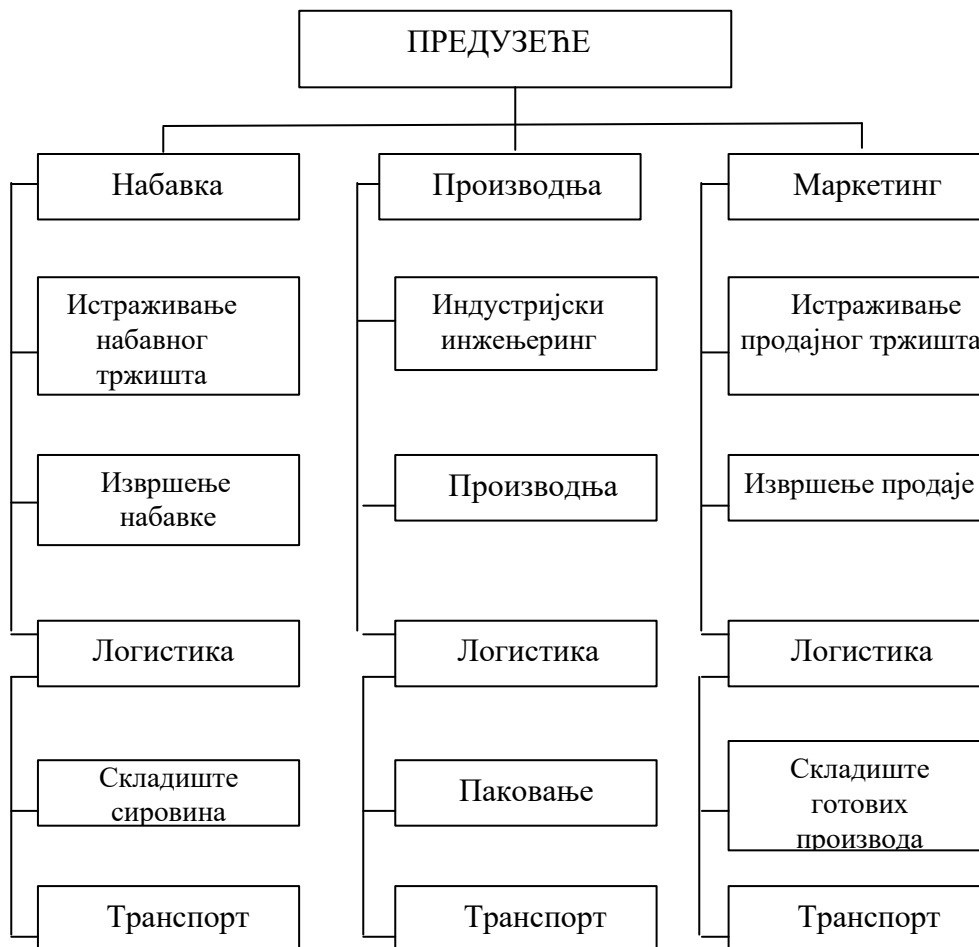 ПРЕДУЗЕЋЕ
Набавка
Производња
Маркетинг
Истраживање
набавног
тржишта
Индустријски
инжењеринг
Истраживање
продајног тржишта
Извршење
набавке
Производња
Извршење продаје
Логистика
Логистика
Логистика
Складиште
сировина
Паковање
Складиште
готових
производа
Транспорт
Транспорт
Транспорт